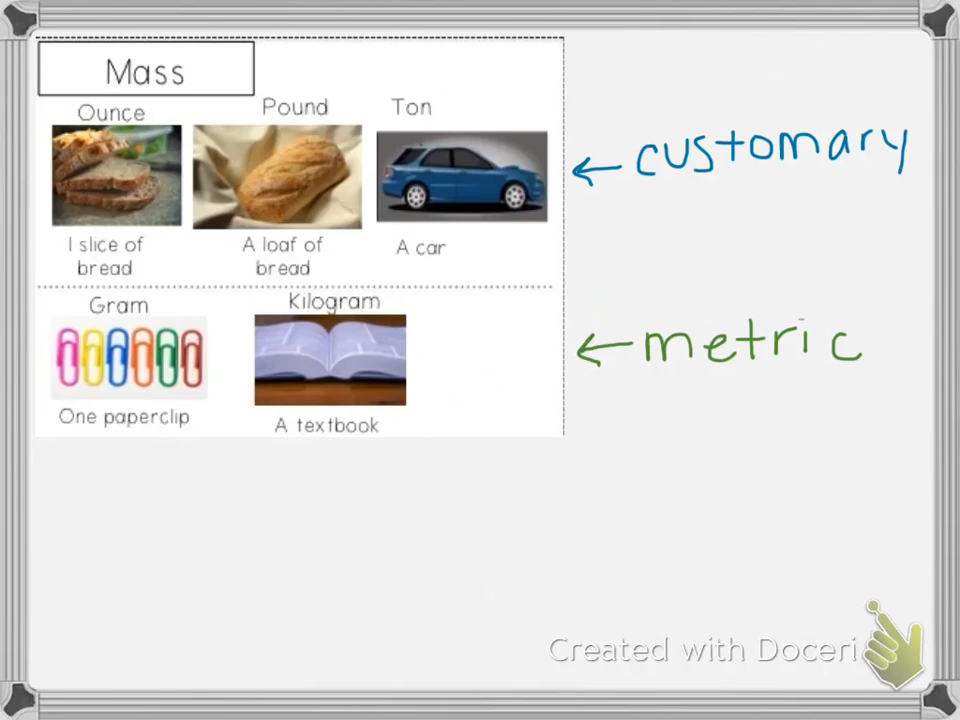 Mass
Ounce
Pound
Ton
customary
1 slice of
bread
A loaf of
bread
A car
Gram
Kilogram
metric
One paperclip
A textbook
Created with Doceri